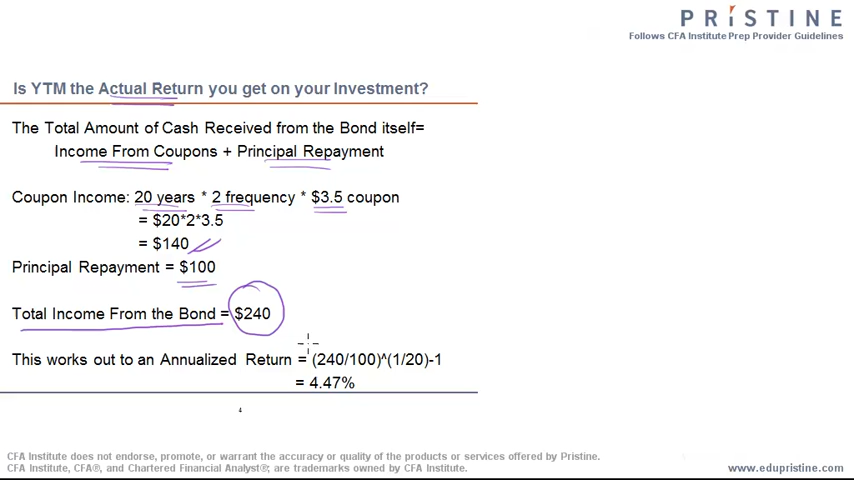 PRİSTINE
Follows CFA Institute Prep Provider Guidelines
Is YTM the Actual Return you get on your Investment?
The Total Amount of Cash Received from the Bond itself=
Income From Coupons + Principal Repayment
Coupon Income: 20 years * 2 frequency * $3.5 coupon
= $20*2*3.5
= $140
Principal Repayment = $100
Total Income From the Bond = $240
This works out to an Annualized Return = (240/100)^(1/20)-1
= 4.47%
CFA Institute does not endorse, promote, or warrant the accuracy or quality of the products or services offered by Pristine.
CFA Institute, CFA®, and Chartered Financial Analyst®; are trademarks owned by CFA Institute.
www.edupristine.com